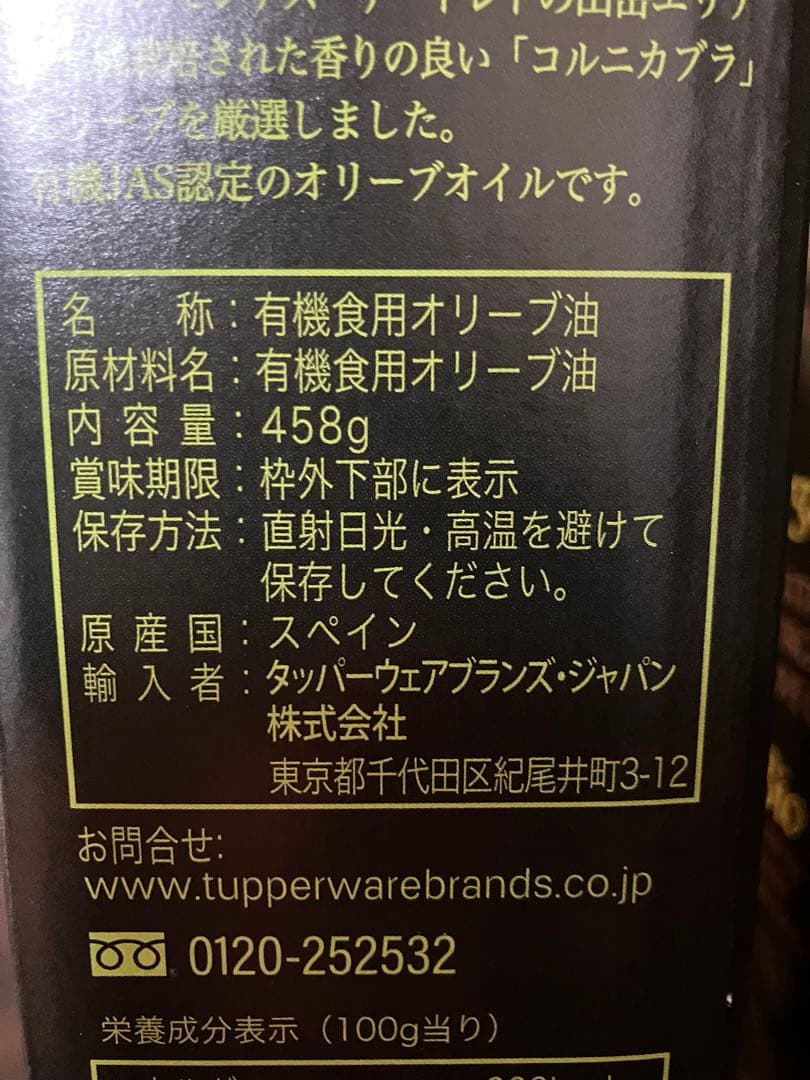 された香りの良い「コルニカブラ」
リーブを厳選しました。
有機JAS認定のオリーブオイルです。
名 称：有機食用オリーブ油
原材料名：有機食用オリーブ油
内 容 量：458g
賞味期限：枠外下部に表示
保存方法：直射日光・高温を避けて
保存してください。
原 産 国：スペイン
輸 入 者：タッパーウェアブランズ・ジャパン
株式会社
東京都千代田区紀尾井町3-12
お問合せ:
www.tupperwarebrands.co.jp
0120-252532
栄養成分表示（100g当り）